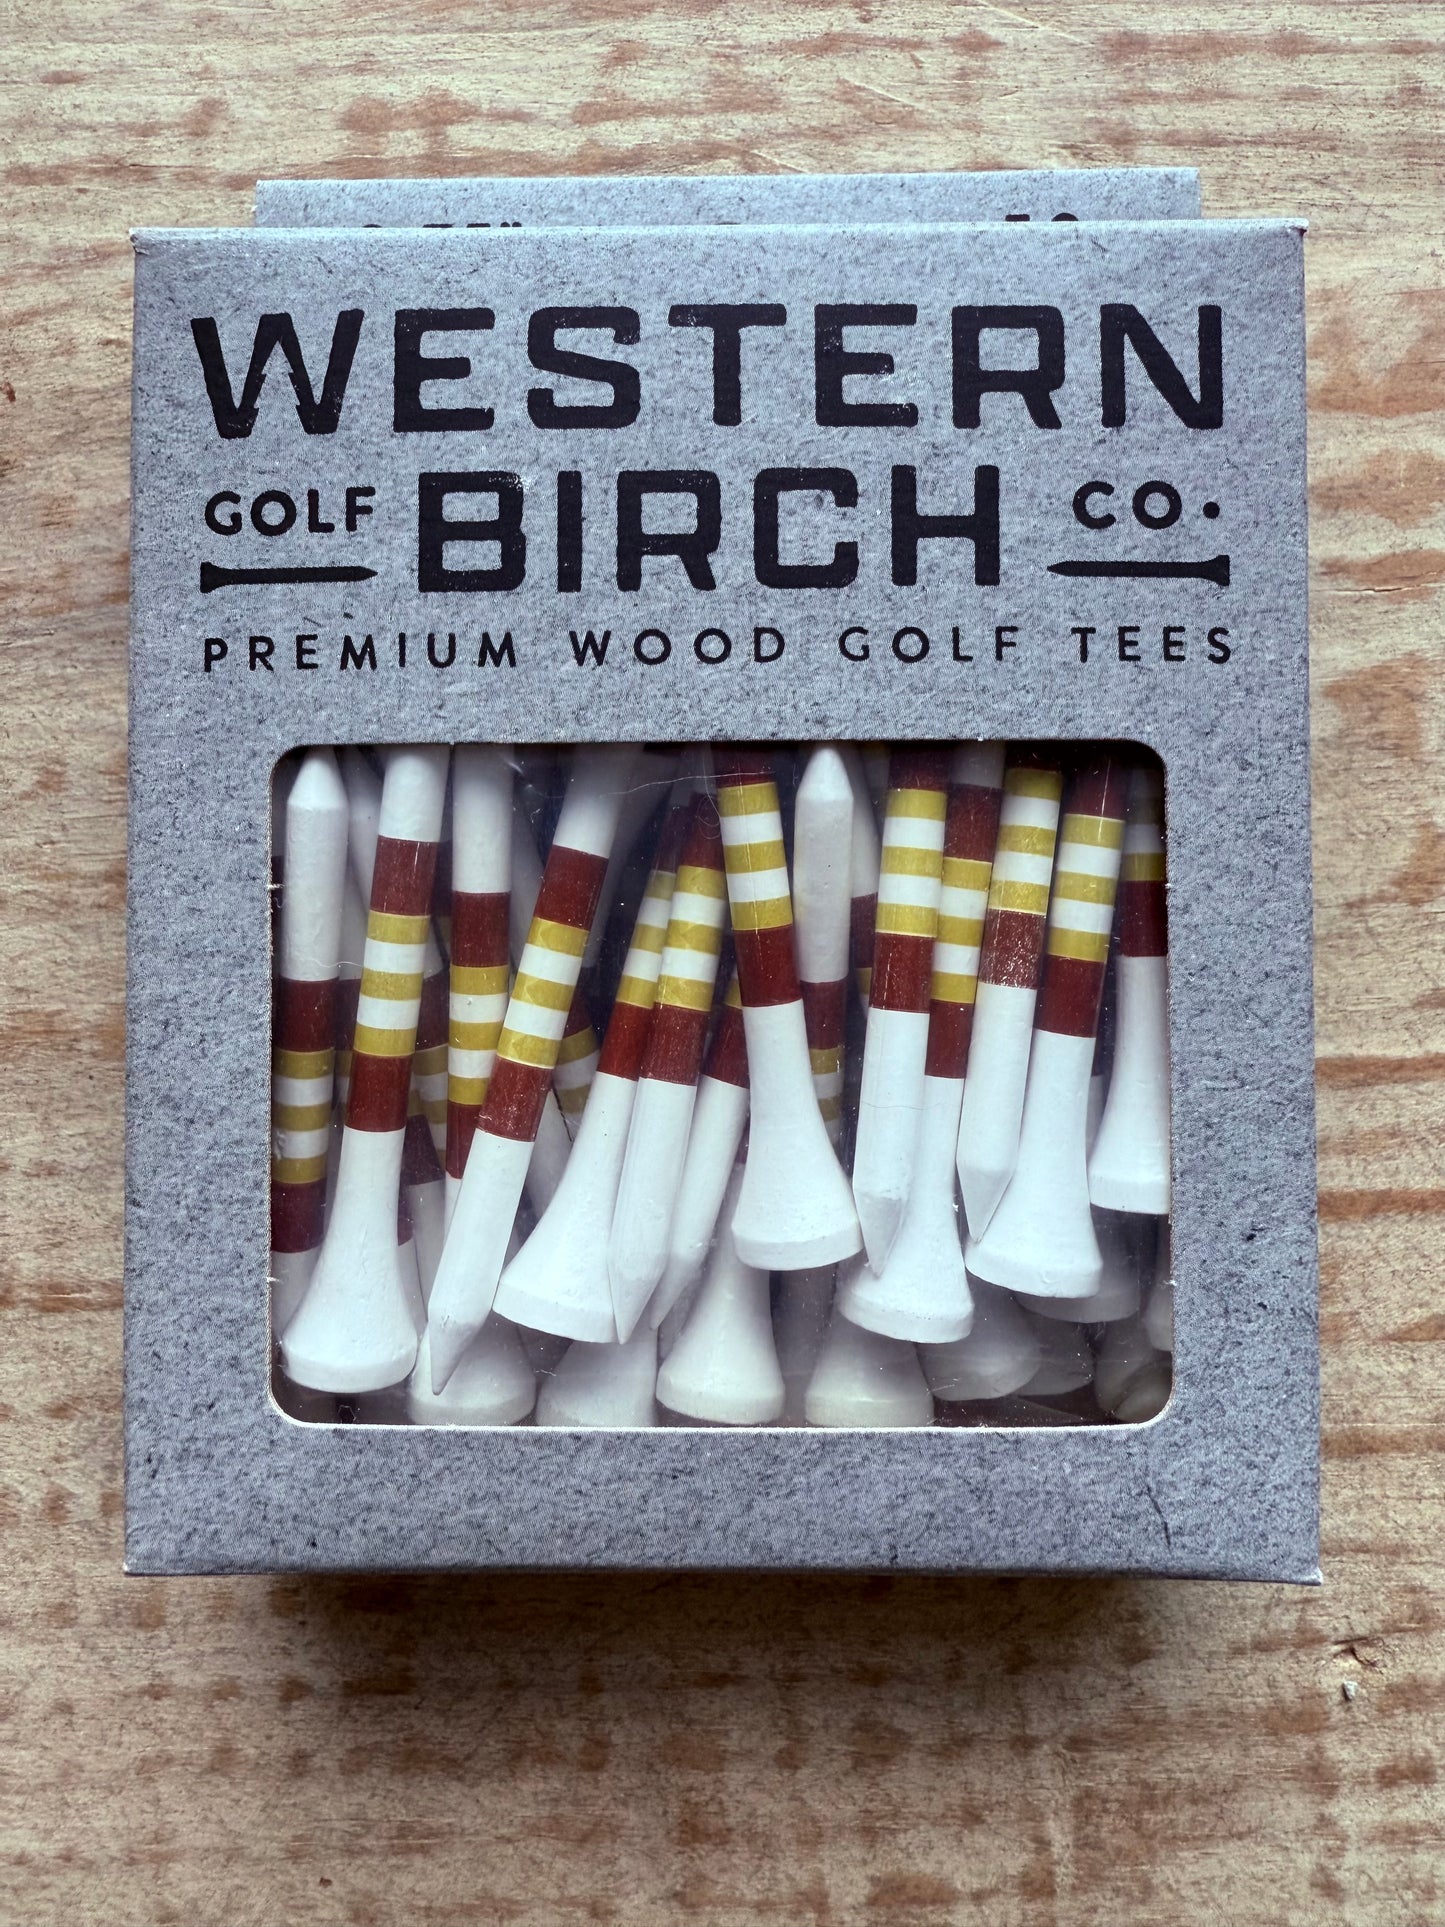 WESTERN
GOLF BIRCH CO.
PREMIUM WOOD GOLF TEES